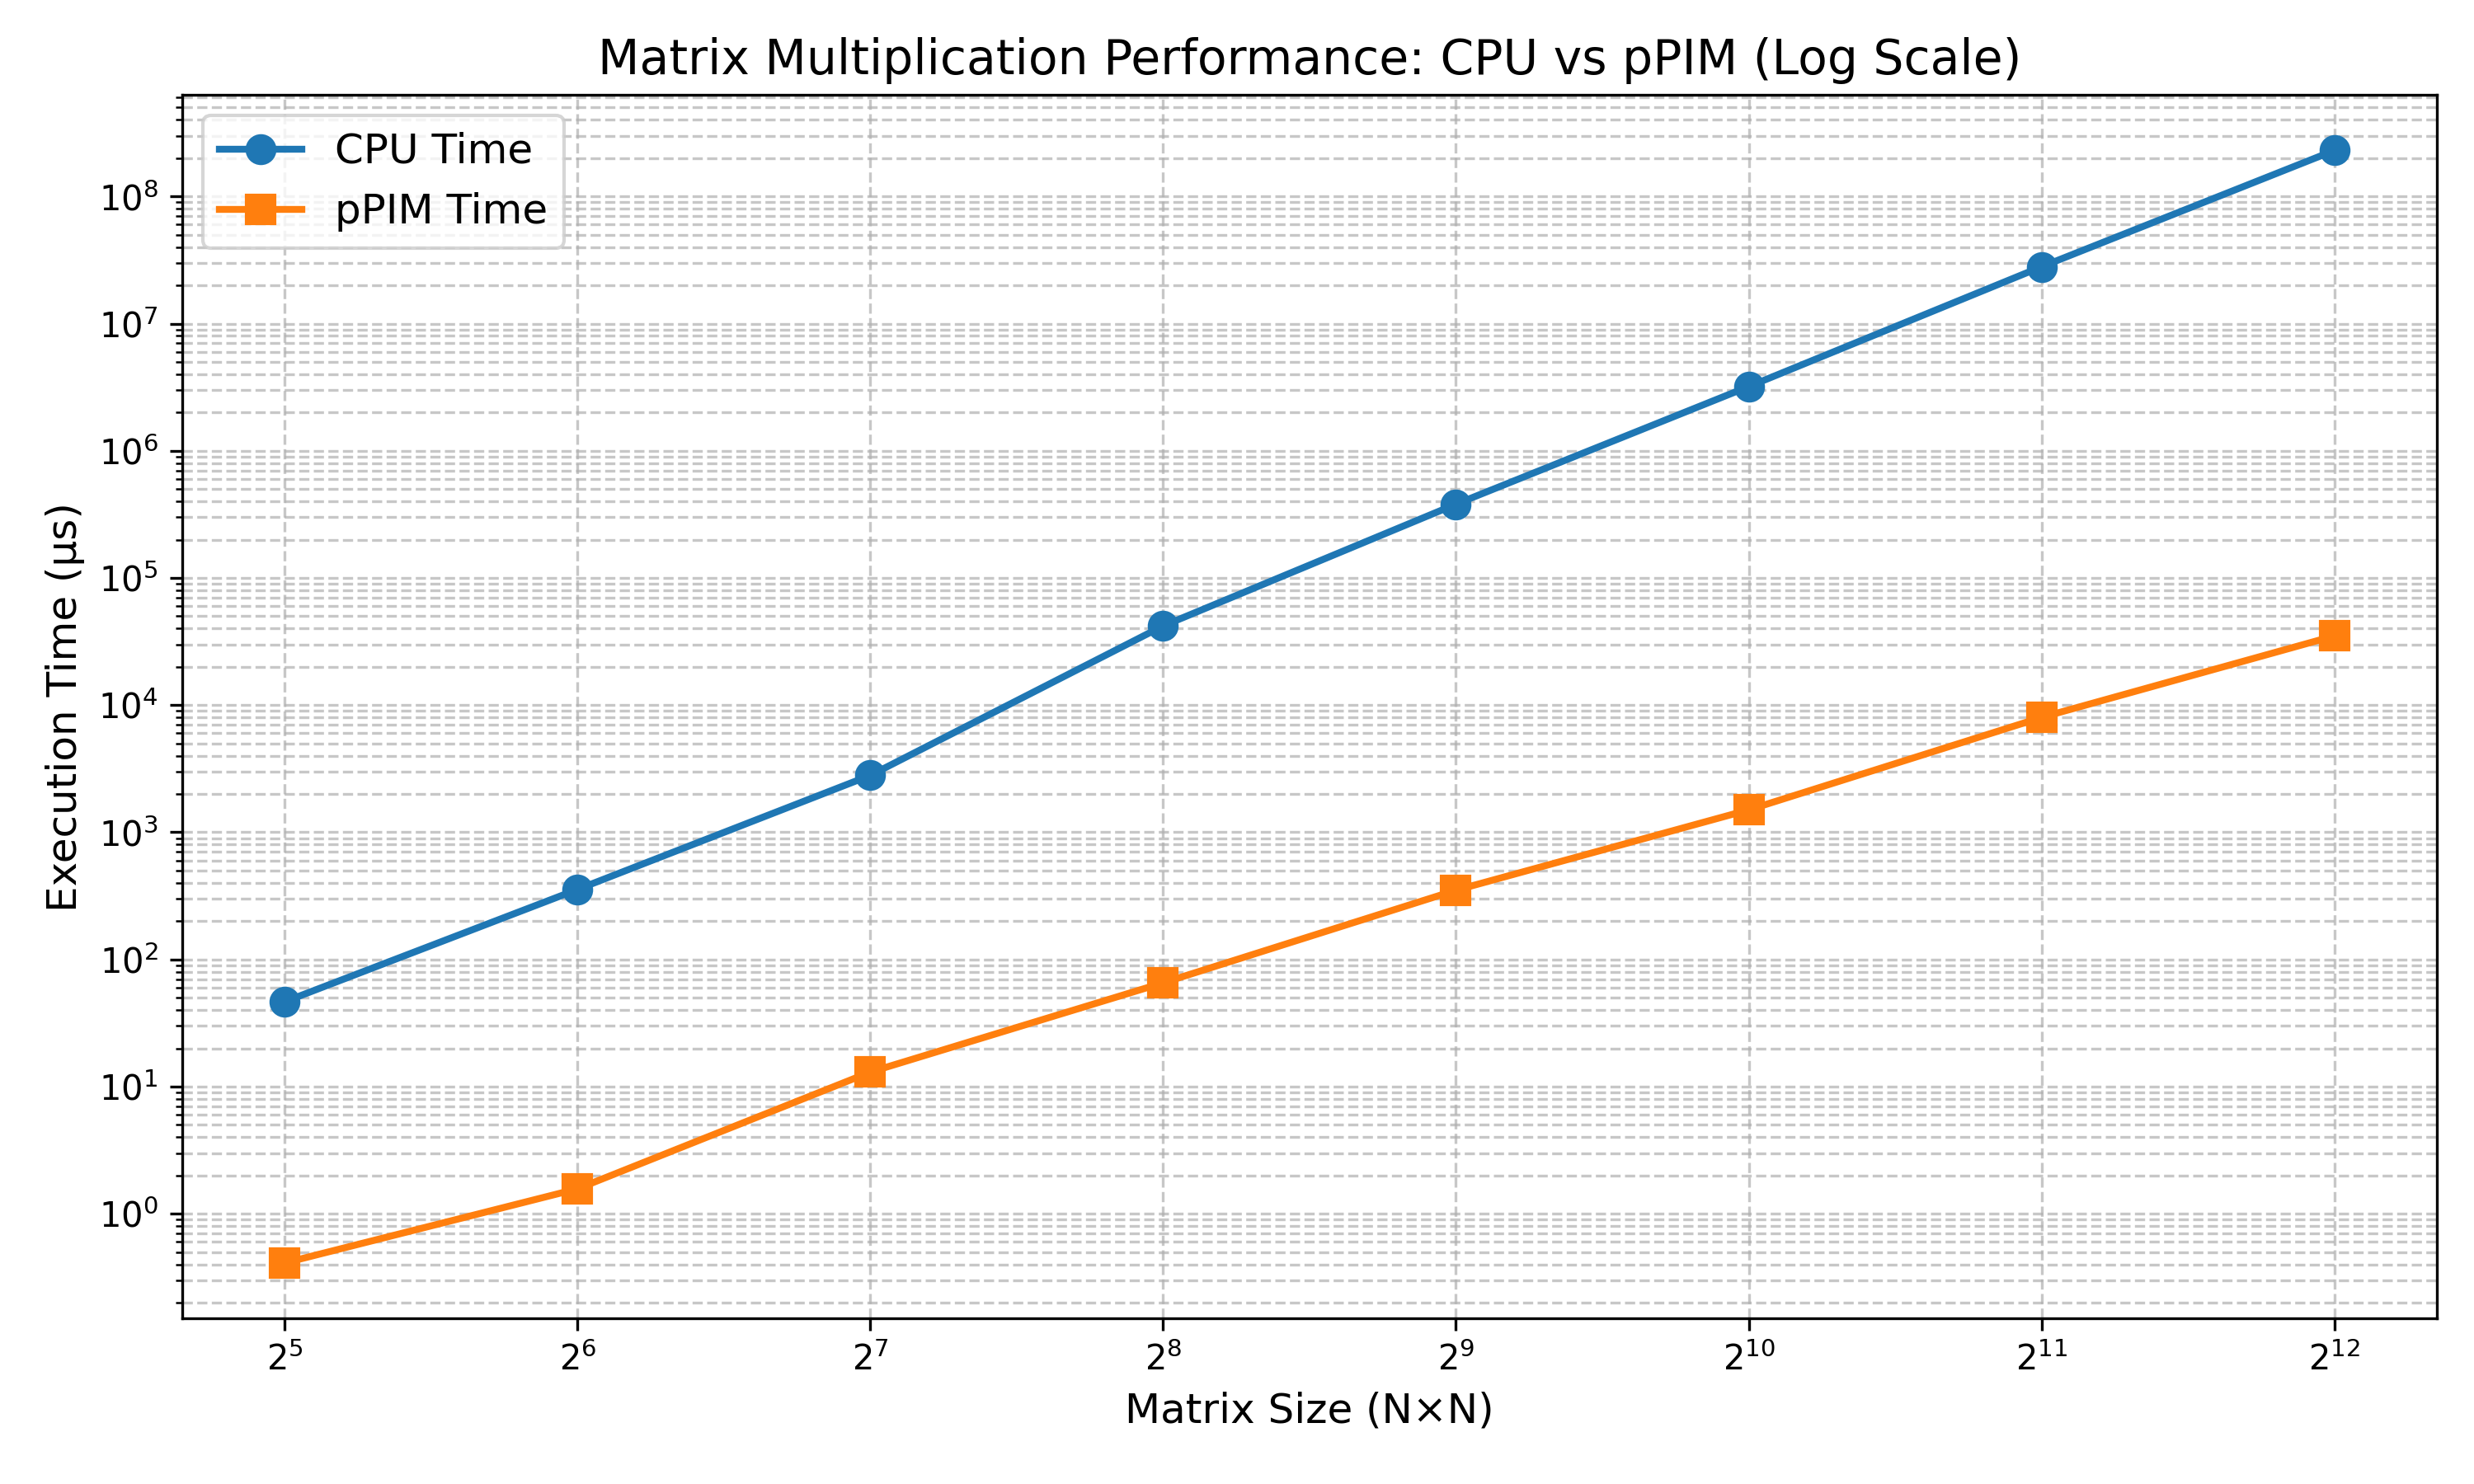 Matrix Multiplication Performance: CPU vs pPIM (Log Scale)
CPU Time
pPIM Time
10⁸
10⁷
10⁶
10⁵
10⁴
10³
10²
10¹
10⁰
Execution Time (µs)
2⁵ 2⁶ 2⁷ 2⁸ 2⁹ 2¹⁰ 2¹¹ 2¹²
Matrix Size (N×N)